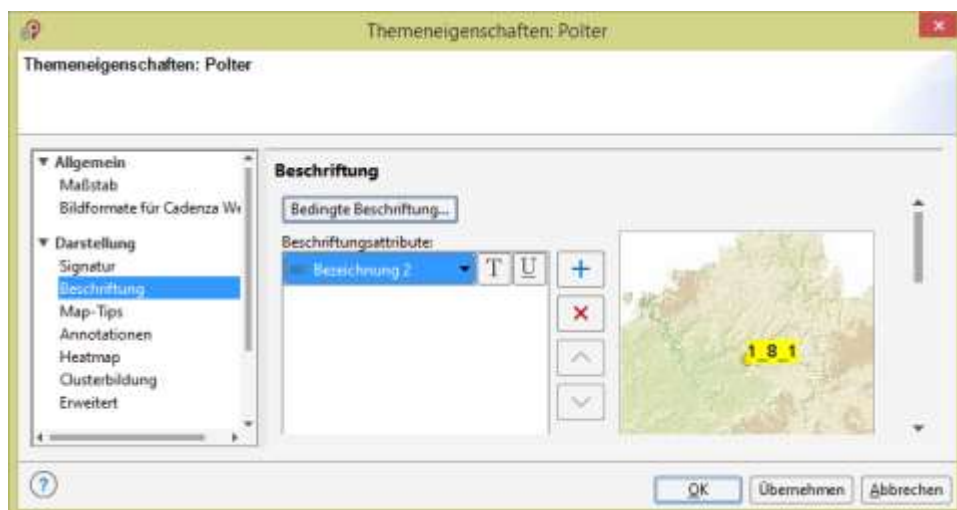 Themeneigenschaften: Polter
Themeneigenschaften: Polter
Allgemein
Maßstab
Bildformate für Cadenza We
Darstellung
Signatur
Beschriftung
Map-Tips
Annotationen
Heatmap
Clusterbildung
Erweitert
Beschriftung
Bedingte Beschriftung...
Beschriftungsattribute:
Bezeichnung 2
T U
1_8_1
?
OK Übernehmen Abbrechen